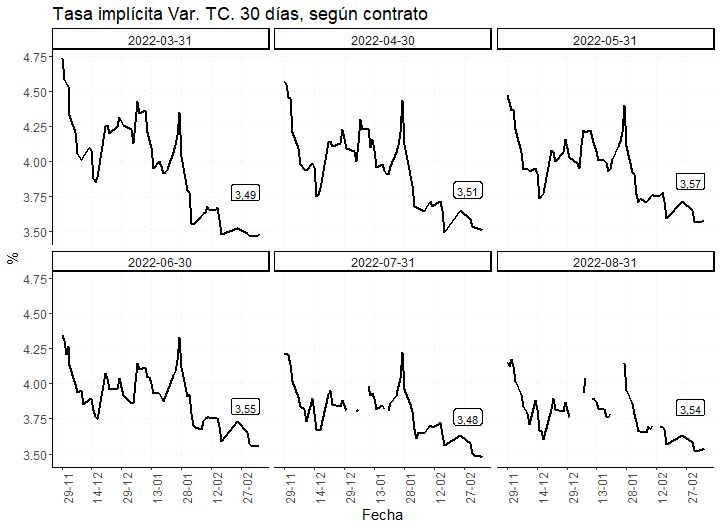 Tasa implícita Var. TC. 30 días, según contrato
2022-03-31 2022-04-30 2022-05-31
4.75
4.50
4.25
4.00
3.75
3.50
3,49 3,51 3,57
%
2022-06-30 2022-07-31 2022-08-31
4.75
4.50
4.25
4.00
3.75
3.50
3,55 3,48 3,54
29-11 14-12 29-12 13-01 28-01 12-02 27-02 29-11 14-12 29-12 13-01 28-01 12-02 27-02 29-11 14-12 29-12 13-01 28-01 12-02 27-02
Fecha